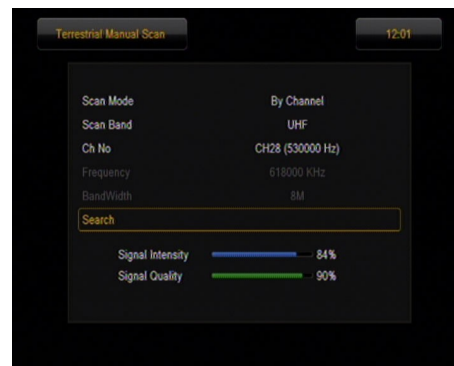 Terrestrial Manual Scan 12:01
Scan Mode By Channel
Scan Band UHF
Ch No CH28 (530000 Hz)
Frequency 618000 KHz
BandWidth 8M
Search
Signal Intensity 84%
Signal Quality 90%